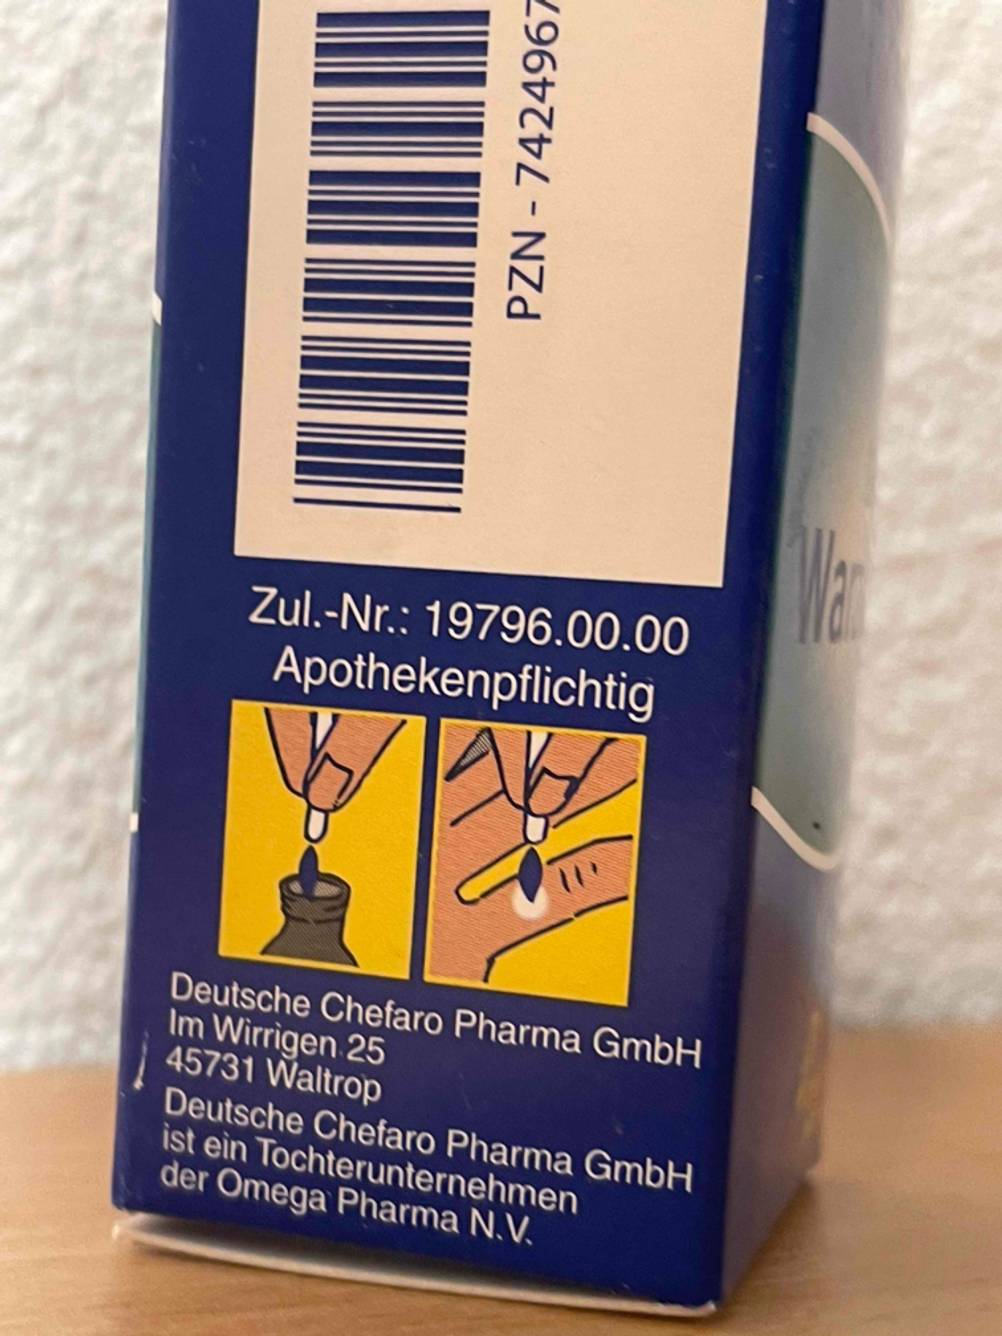 PZN - 7424967
Zul.-Nr.: 19796.00.00
Apothekenpflichtig
Deutsche Chefaro Pharma GmbH
Im Wirrigen 25
45731 Waltrop
Deutsche Chefaro Pharma GmbH
ist ein Tochterunternehmen
der Omega Pharma N.V.